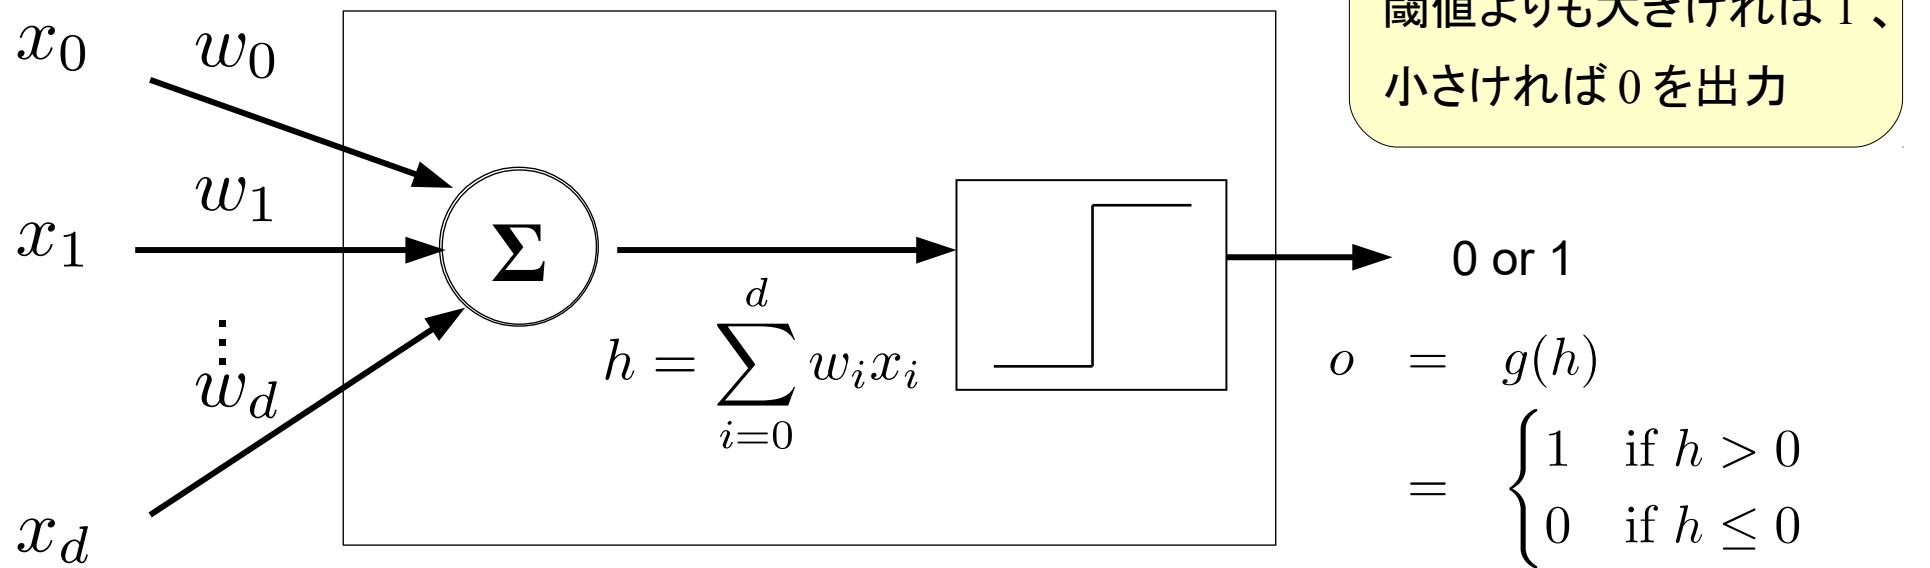 閾値よりも大きければ 1 、
小さければ 0 を出力
x_0
w_0
x_1
w_1
⋮
w_d
x_d
Σ
h = \sum_{i=0}^{d} w_i x_i
0 or 1
o = g(h)
= { 1 if h > 0
0 if h ≤ 0